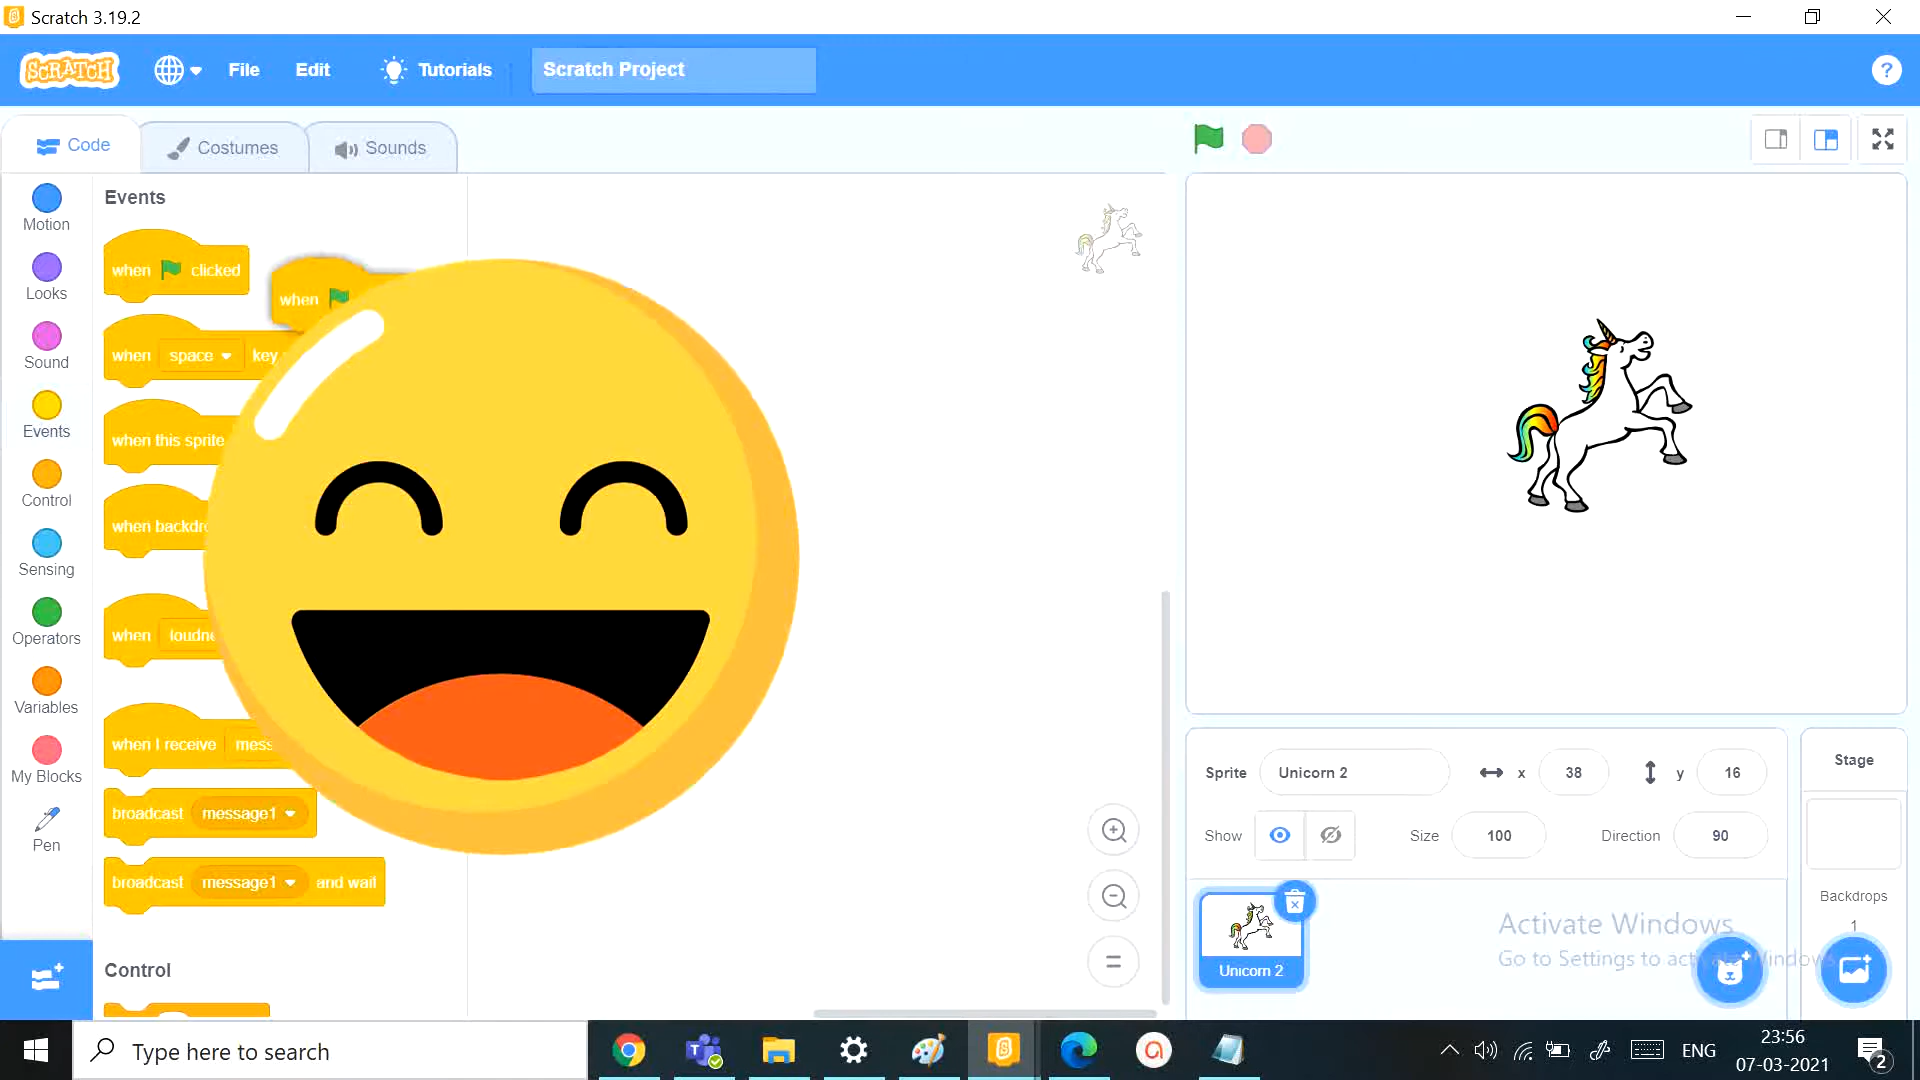 Scratch 3.19.2
SCRATCH
File
Edit
Tutorials
Scratch Project
?
Code
Costumes
Sounds
Motion
Looks
Sound
Events
Control
Sensing
Operators
Variables
My Blocks
Pen
Events
when clicked
when
when space key
when this sprite
when
when
when I receive
broadcast message1
broadcast message1 and wait
Control
Sprite Unicorn 2 x 38 y 16
Show Size 100 Direction 90
Unicorn 2
Stage
Backdrops
1
Activate Windows
Go to Settings to activate Windows
Type here to search
ENG
23:56
07-03-2021
2